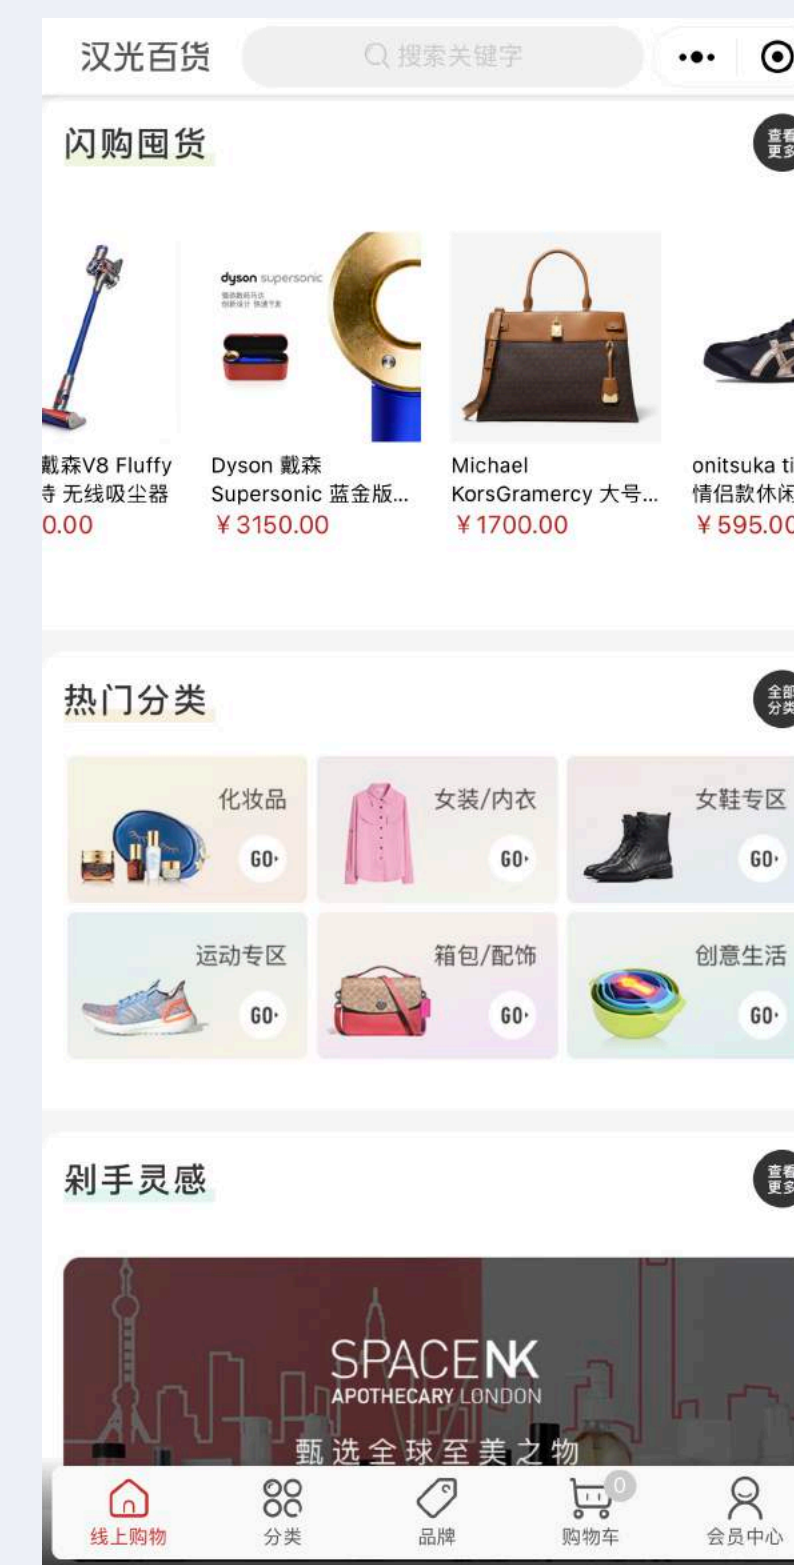 汉光百货
搜索关键字
闪购囤货
查看
更多
dyson supersonic
戴森V8 Fluffy
无线吸尘器
0.00
Dyson 戴森
Supersonic 蓝金版...
￥3150.00
Michael
KorsGramercy 大号...
￥1700.00
onitsuka ti
情侣款休闲
￥595.00
热门分类
全部
分类
化妆品
GO
女装/内衣
GO
女鞋专区
GO
运动专区
GO
箱包/配饰
GO
创意生活
GO
剁手灵感
查看
更多
SPACENK
APOTHECARY LONDON
甄选全球至美之物
线上购物
分类
品牌
0
购物车
会员中心